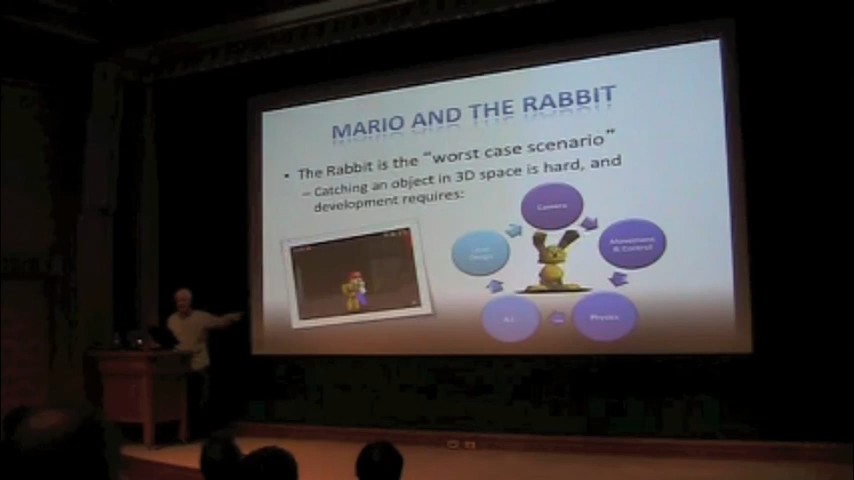 MARIO AND THE RABBIT
• The Rabbit is the “worst case scenario”
– Catching an object in 3D space is hard, and
development requires:
Camera
Movement
& Control
Design
A.I.
Physics